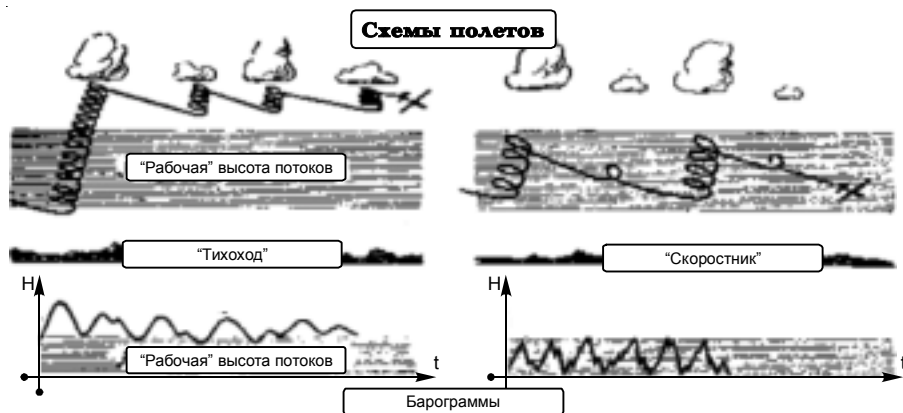 Схемы полетов
“Рабочая” высота потоков
“Тихоход”
“Скоростник”
H
H
“Рабочая” высота потоков
t
t
Барограммы